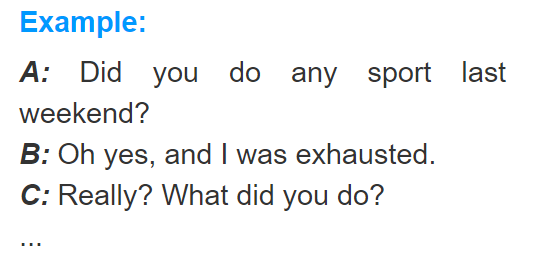 Example:
A: Did you do any sport last
weekend?
B: Oh yes, and I was exhausted.
C: Really? What did you do?
...